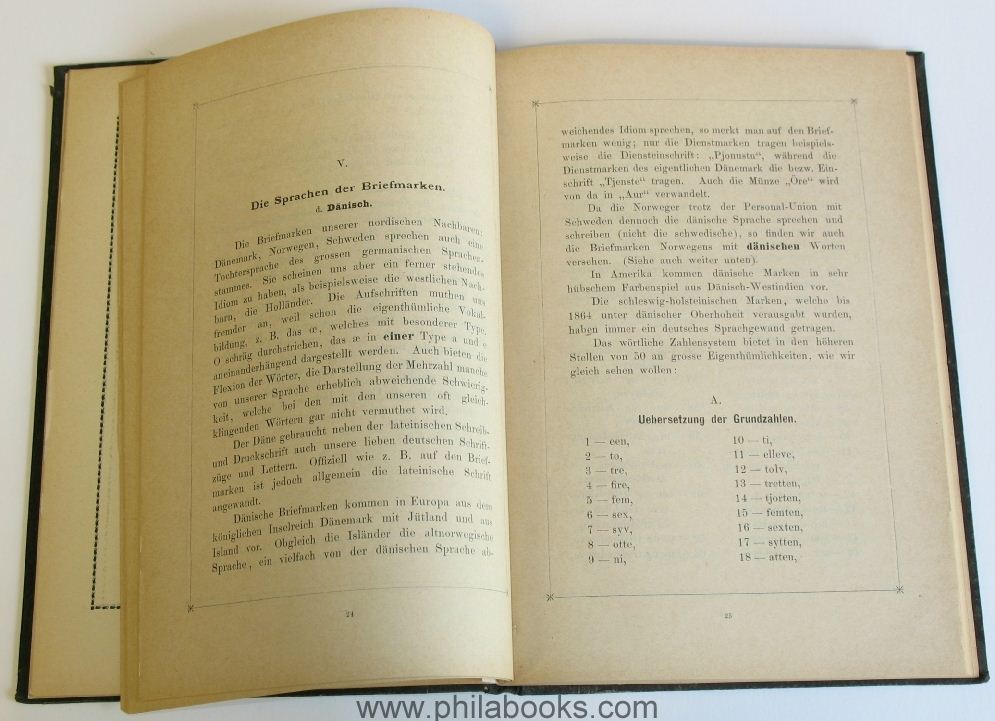 V.
Die Sprachen der Briefmarken.
d. Dänisch.
Die Briefmarken unserer nordischen Nachbaren:
Dänemark, Norwegen, Schweden sprechen auch eine
Tochtersprache des grossen germanischen Sprachen-
stammes. Sie scheinen uns aber ein ferner stehendes
Idiom zu haben, als beispielsweise die westlichen Nach-
barn, die Holländer. Die Aufschriften muthen uns
fremder an, weil schon die eigenthümliche Vokal-
bildung, z. B. das œ, welches mit besonderer Type,
O schräg durchstrichen, das æ in einer Type a und e
aneinanderhängend dargestellt werden. Auch bieten die
Flexion der Wörter, die Darstellung der Mehrzahl manche
von unserer Sprache erheblich abweichende Schwierig-
keit, welche bei den mit den unseren oft gleich-
klingenden Wörtern gar nicht vermuthet wird.
Der Däne gebraucht neben der lateinischen Schreib-
und Druckschrift auch unsere lieben deutschen Schrift-
züge und Lettern. Offiziell wie z. B. auf den Brief-
marken ist jedoch allgemein die lateinische Schrift
angewandt.
Dänische Briefmarken kommen in Europa aus dem
königlichen Inselreich Dänemark mit Jütland und aus
Island vor. Obgleich die Isländer die altnorwegische
Sprache, ein vielfach von der dänischen Sprache ab-
24
weichendes Idiom sprechen, so merkt man auf den Brief-
marken wenig; nur die Dienstmarken tragen beispiels-
weise die Diensteinschrift: „Pjonustu“, während die
Dienstmarken des eigentlichen Dänemark die bezw. Ein-
schrift „Tjenste“ tragen. Auch die Münze „Öre“ wird
von da in „Aur“ verwandelt.
Da die Norweger trotz der Personal-Union mit
Schweden dennoch die dänische Sprache sprechen und
schreiben (nicht die schwedische), so finden wir auch
die Briefmarken Norwegens mit dänischen Worten
versehen. (Siehe auch weiter unten).
In Amerika kommen dänische Marken in sehr
hübschem Farbenspiel aus Dänisch-Westindien vor.
Die schleswig-holsteinischen Marken, welche bis
1864 unter dänischer Oberhoheit verausgabt wurden,
haben immer ein deutsches Sprachgewand getragen.
Das wörtliche Zahlensystem bietet in den höheren
Stellen von 50 an grosse Eigenthümlichkeiten, wie wir
gleich sehen wollen:
A.
Uebersetzung der Grundzahlen.
1 — een,
2 — to,
3 — tre,
4 — fire,
5 — fem,
6 — sex,
7 — syv,
8 — otte,
9 — ni,
10 — ti,
11 — elleve,
12 — tolv,
13 — tretten,
14 — tjorten,
15 — femten,
16 — sexten,
17 — sytten,
18 — atten,
25
www.philabooks.com